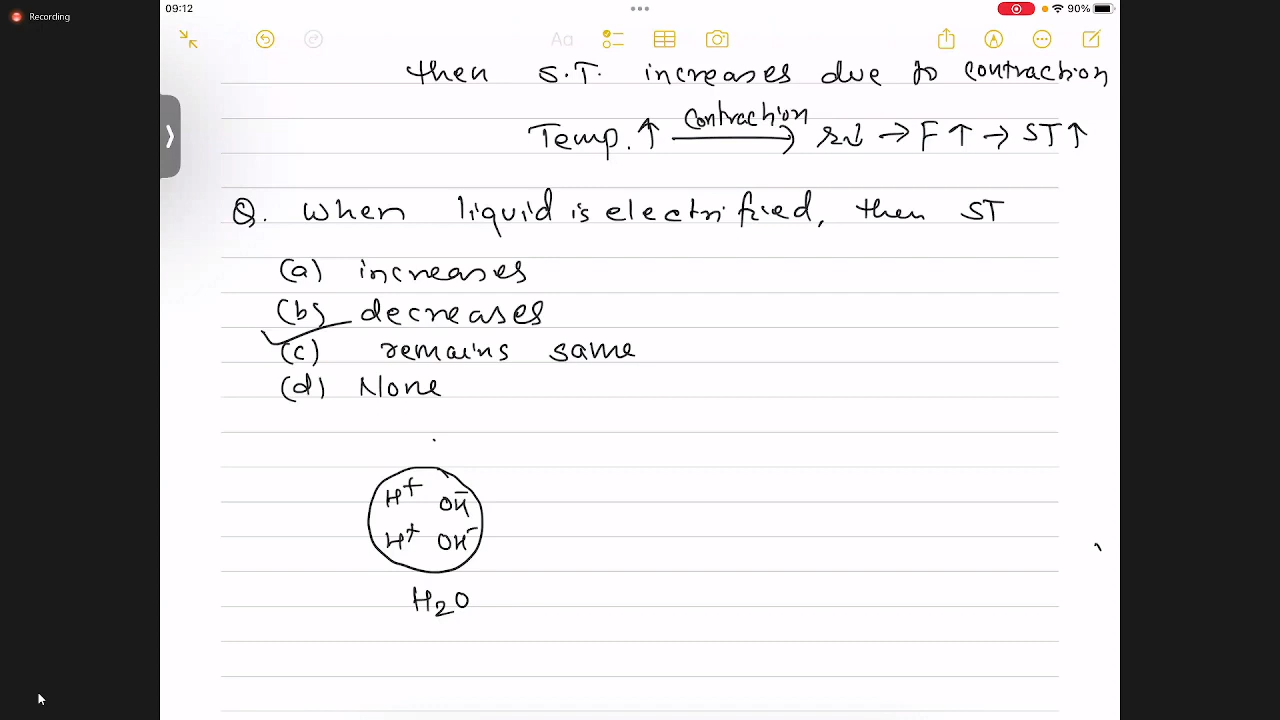 Recording
09:12
90%
Aa
then S.T. increases due to contraction
Temp. ↑ contraction → r↓ → F ↑ → ST ↑
Q. When liquid is electrified, then ST
(a) increases
(b) decreases
(c) remains same
(d) None
H+ OH-
H+ OH-
H2O